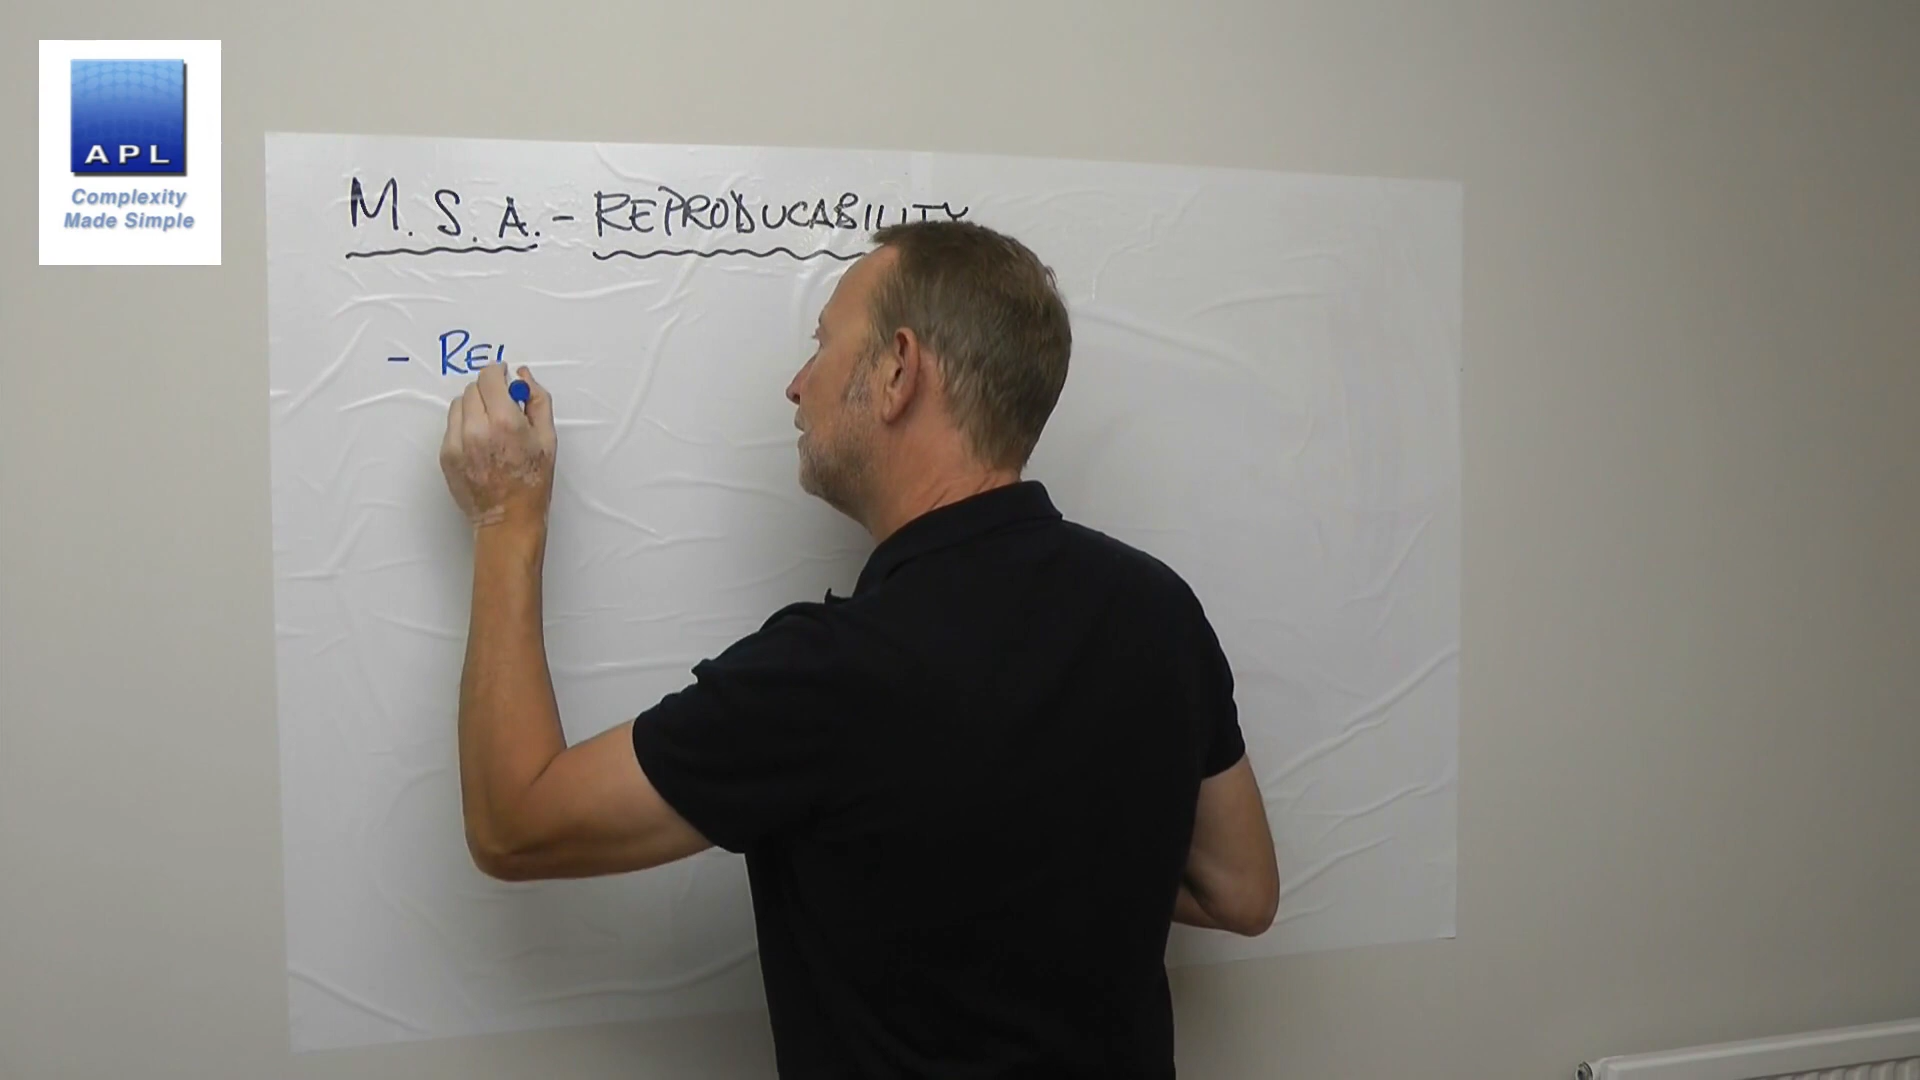 APL
Complexity
Made Simple
M. S. A. - REPRODUCABILITY
- RE